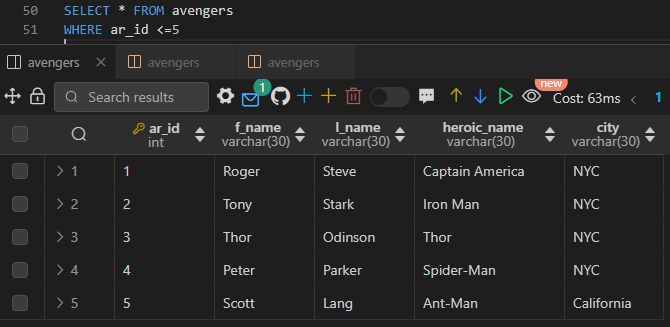 50 SELECT * FROM avengers
51 WHERE ar_id <=5
avengers avengers avengers
Search results 1 new Cost: 63ms 1
ar_id f_name l_name heroic_name city
int varchar(30) varchar(30) varchar(30) varchar(30)
1 1 Roger Steve Captain America NYC
2 2 Tony Stark Iron Man NYC
3 3 Thor Odinson Thor NYC
4 4 Peter Parker Spider-Man NYC
5 5 Scott Lang Ant-Man California